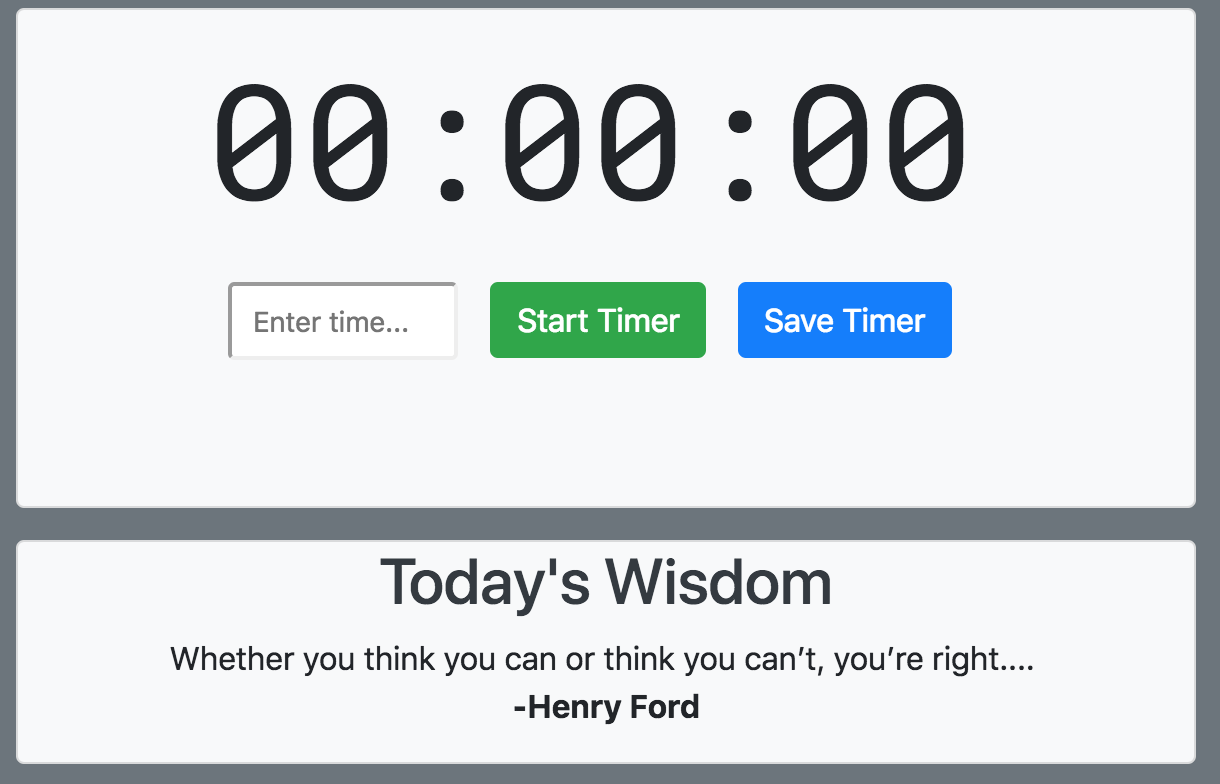 00:00:00
Enter time...
Start Timer
Save Timer
Today's Wisdom
Whether you think you can or think you can’t, you’re right....
-Henry Ford